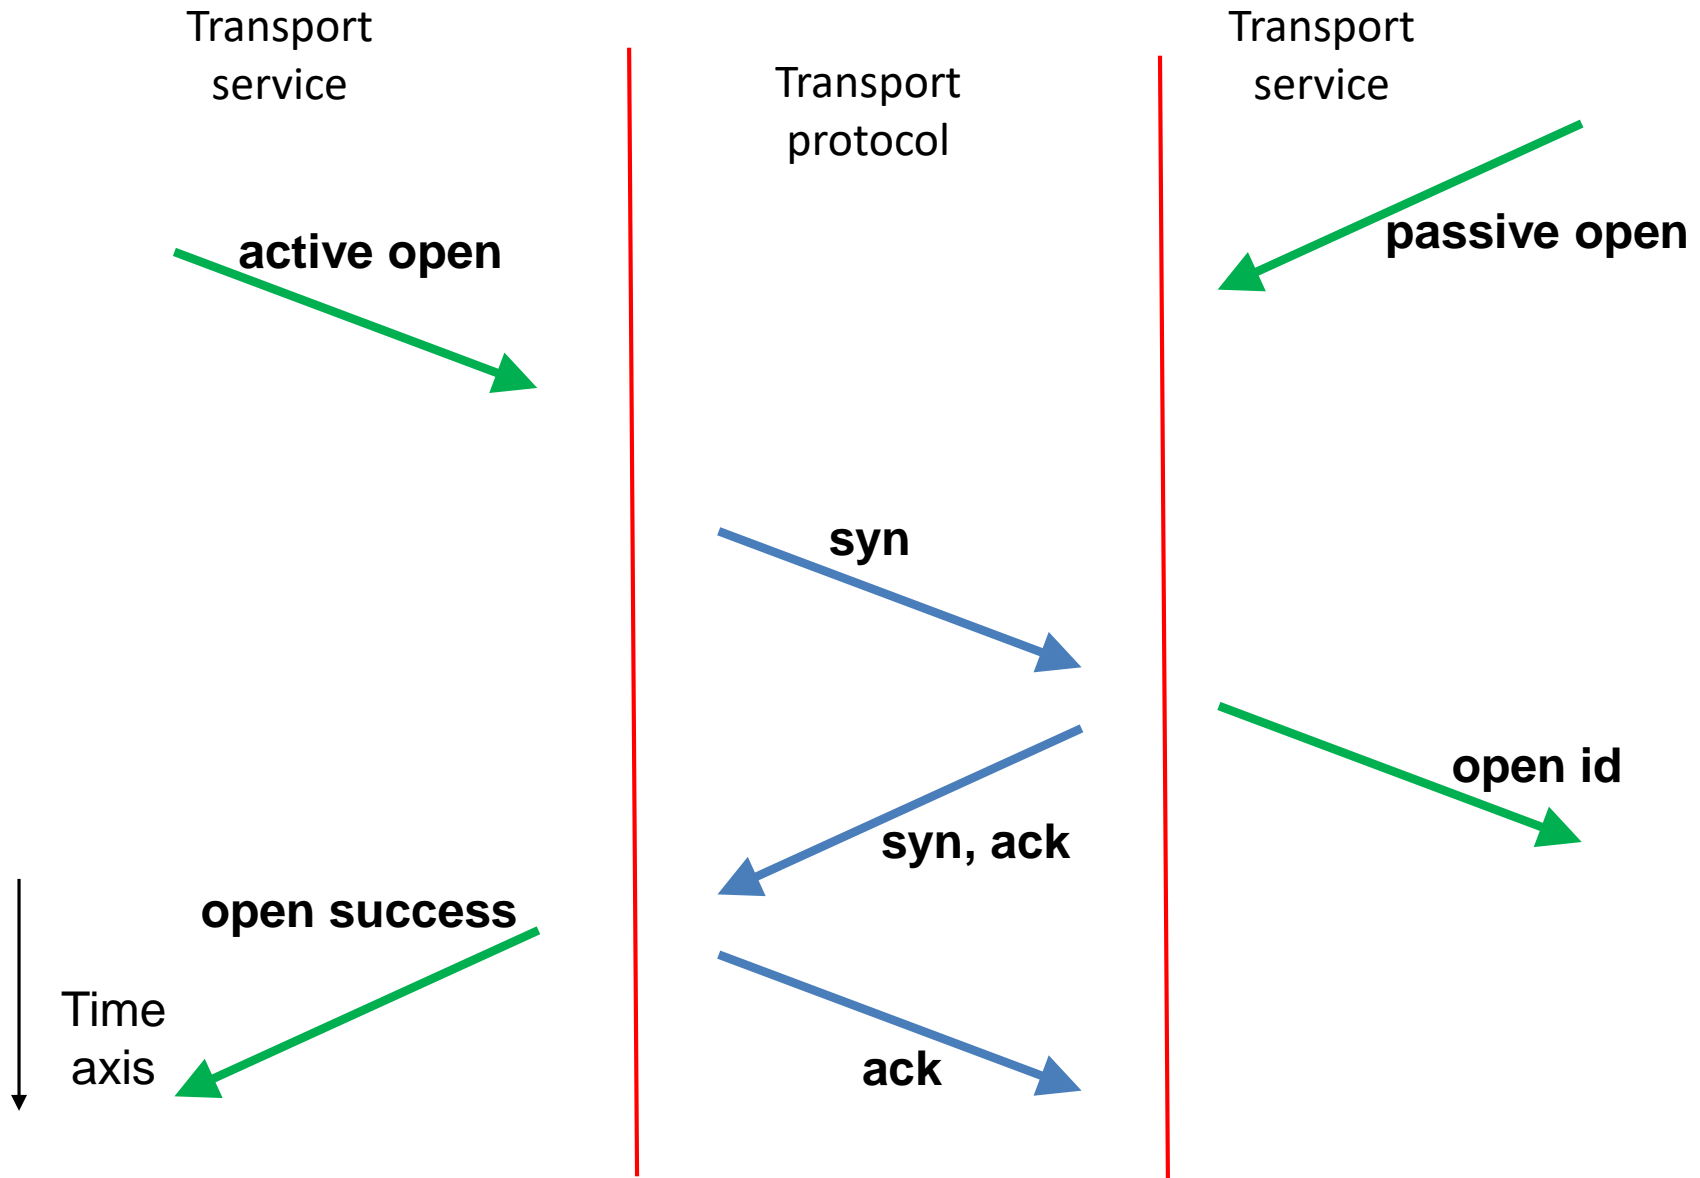 Transport
service
Transport
protocol
Transport
service
active open
passive open
syn
open id
syn, ack
open success
Time
axis
ack